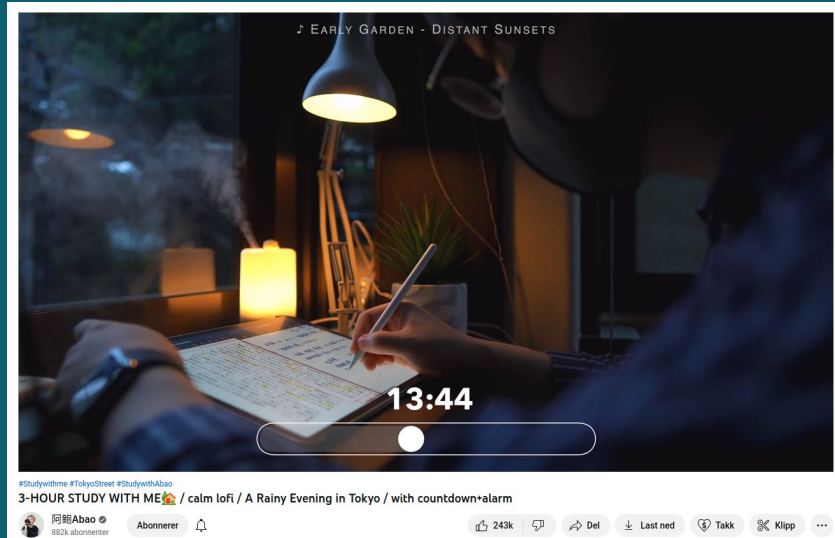 ♪ EARLY GARDEN - DISTANT SUNSETS
13:44
#Studywithme #TokyoStreet #StudywithAbao
3-HOUR STUDY WITH ME🏡 / calm lofi / A Rainy Evening in Tokyo / with countdown+alarm
阿鲍Abao
882k abonnenter
Abonnerer
243k
Del
Last ned
Takk
Klipp